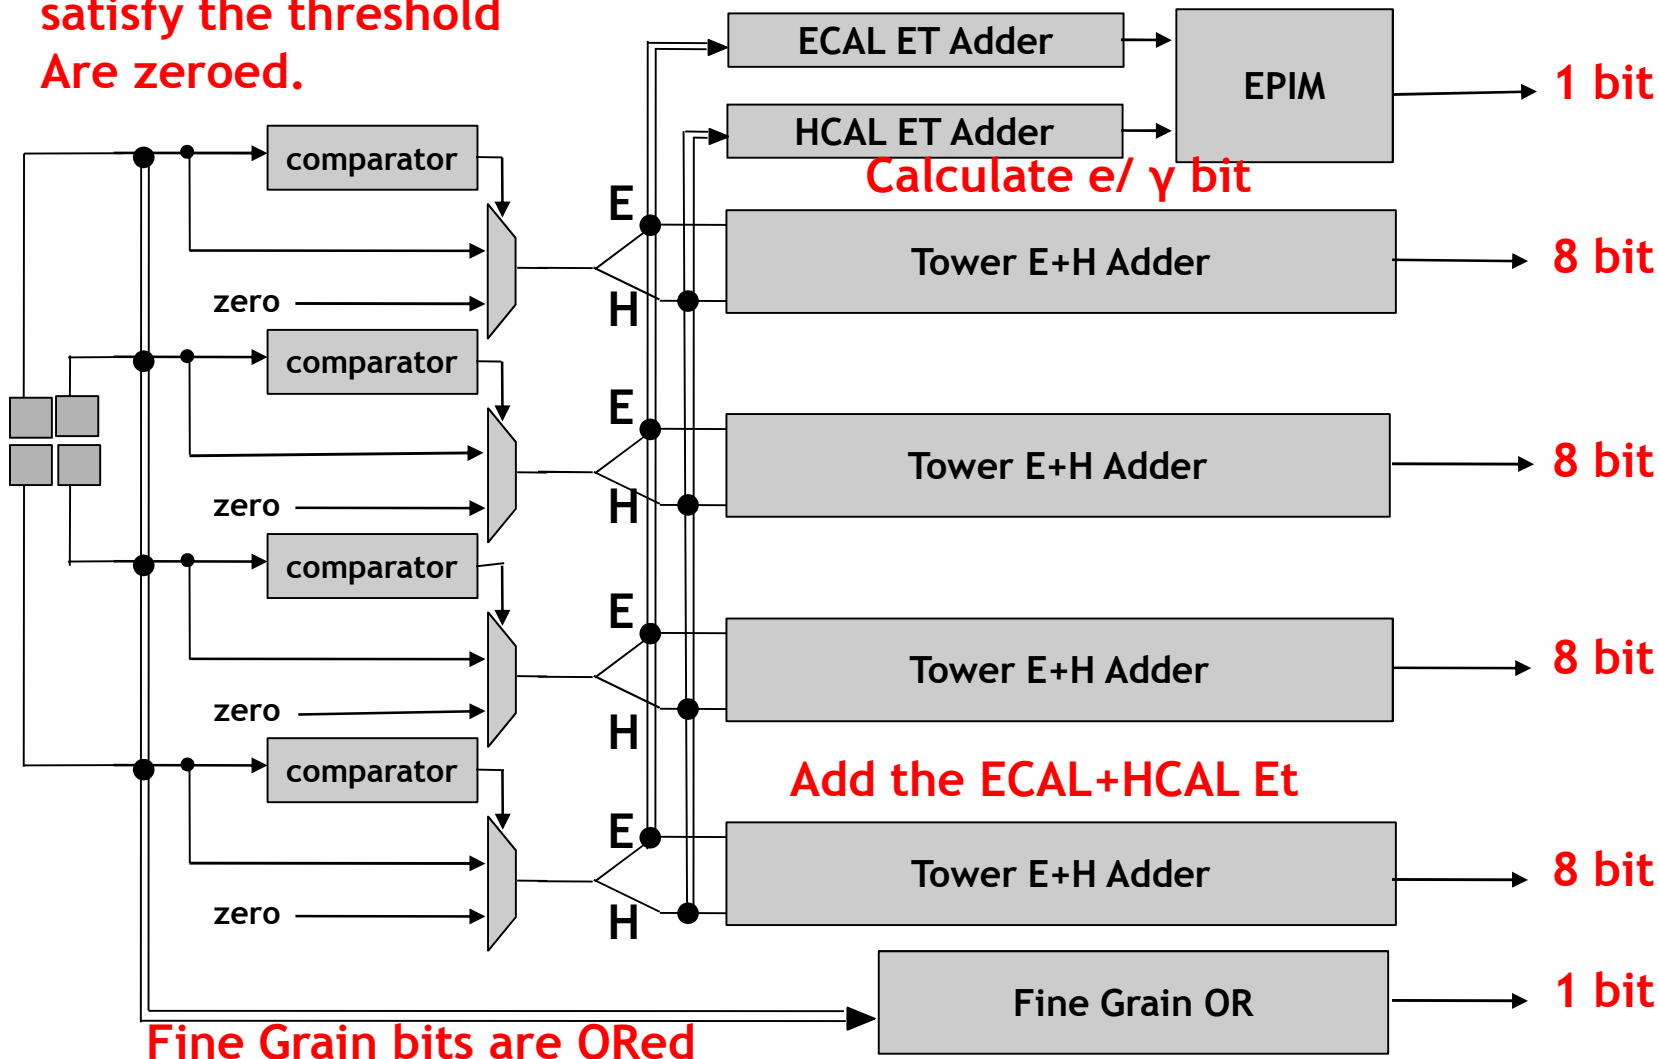 satisfy the threshold
Are zeroed.
ECAL ET Adder
EPIM
1 bit
HCAL ET Adder
Calculate e/ γ bit
comparator
E
Tower E+H Adder
8 bit
zero
H
comparator
E
Tower E+H Adder
8 bit
zero
H
comparator
E
Tower E+H Adder
8 bit
zero
H
comparator
Add the ECAL+HCAL Et
E
Tower E+H Adder
8 bit
zero
H
Fine Grain OR
1 bit
Fine Grain bits are ORed